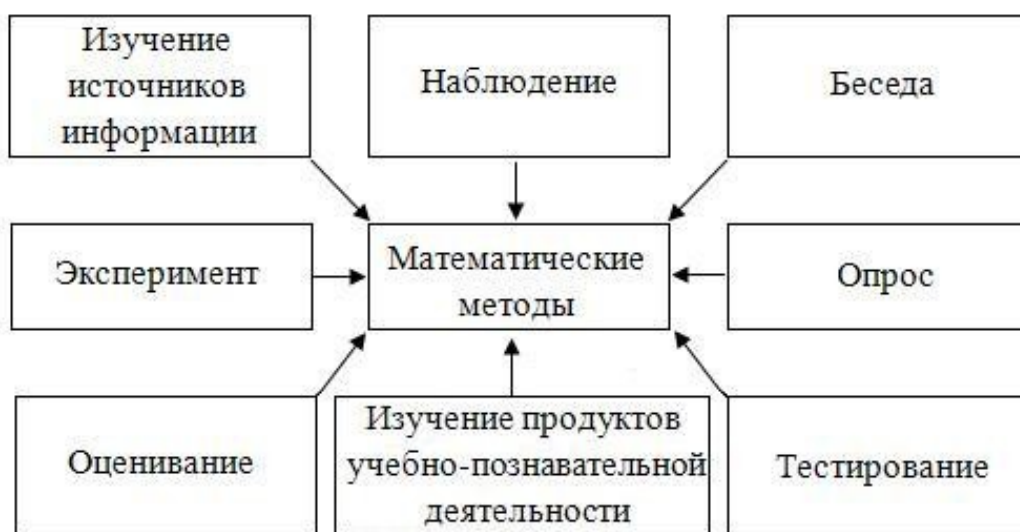 Изучение
источников
информации
Наблюдение
Беседа
Эксперимент
Математические
методы
Опрос
Оценивание
Изучение продуктов
учебно-познавательной
деятельности
Тестирование